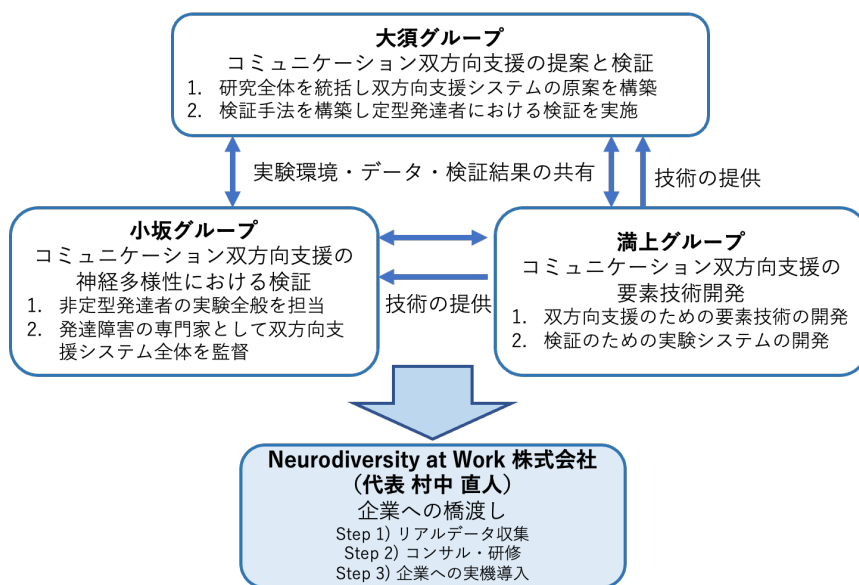 大須グループ
コミュニケーション双方向支援の提案と検証
1. 研究全体を統括し双方向支援システムの原案を構築
2. 検証手法を構築し定型発達者における検証を実施
実験環境・データ・検証結果の共有
技術の提供
小坂グループ
コミュニケーション双方向支援の
神経多様性における検証
1. 非定型発達者の実験全般を担当
2. 発達障害の専門家として双方向支
援システム全体を監督
技術の提供
満上グループ
コミュニケーション双方向支援の
要素技術開発
1. 双方向支援のための要素技術の開発
2. 検証のための実験システムの開発
Neurodiversity at Work 株式会社
（代表 村中 直人）
企業への橋渡し
Step 1) リアルデータ収集
Step 2) コンサル・研修
Step 3) 企業への実機導入